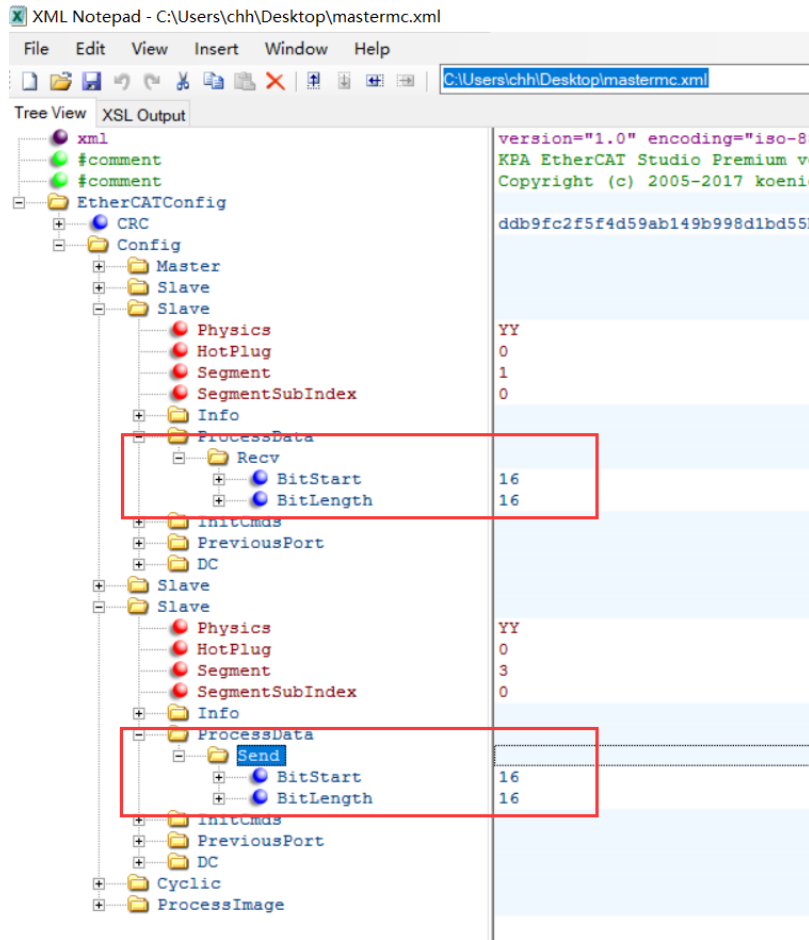 XML Notepad - C:\Users\chh\Desktop\mastermc.xml
File Edit View Insert Window Help
C:\Users\chh\Desktop\mastermc.xml
Tree View XSL Output
xml version="1.0" encoding="iso-8
#comment KPA EtherCAT Studio Premium v
#comment Copyright (c) 2005-2017 koeni
EtherCATConfig
CRC ddb9fc2f5f4d59ab149b998d1bd55
Config
Master
Slave
Slave
Physics YY
HotPlug 0
Segment 1
SegmentSubIndex 0
Info
ProcessData
Recv
BitStart 16
BitLength 16
InitCmds
PreviousPort
DC
Slave
Slave
Physics YY
HotPlug 0
Segment 3
SegmentSubIndex 0
Info
ProcessData
Send
BitStart 16
BitLength 16
InitCmds
PreviousPort
DC
Cyclic
ProcessImage